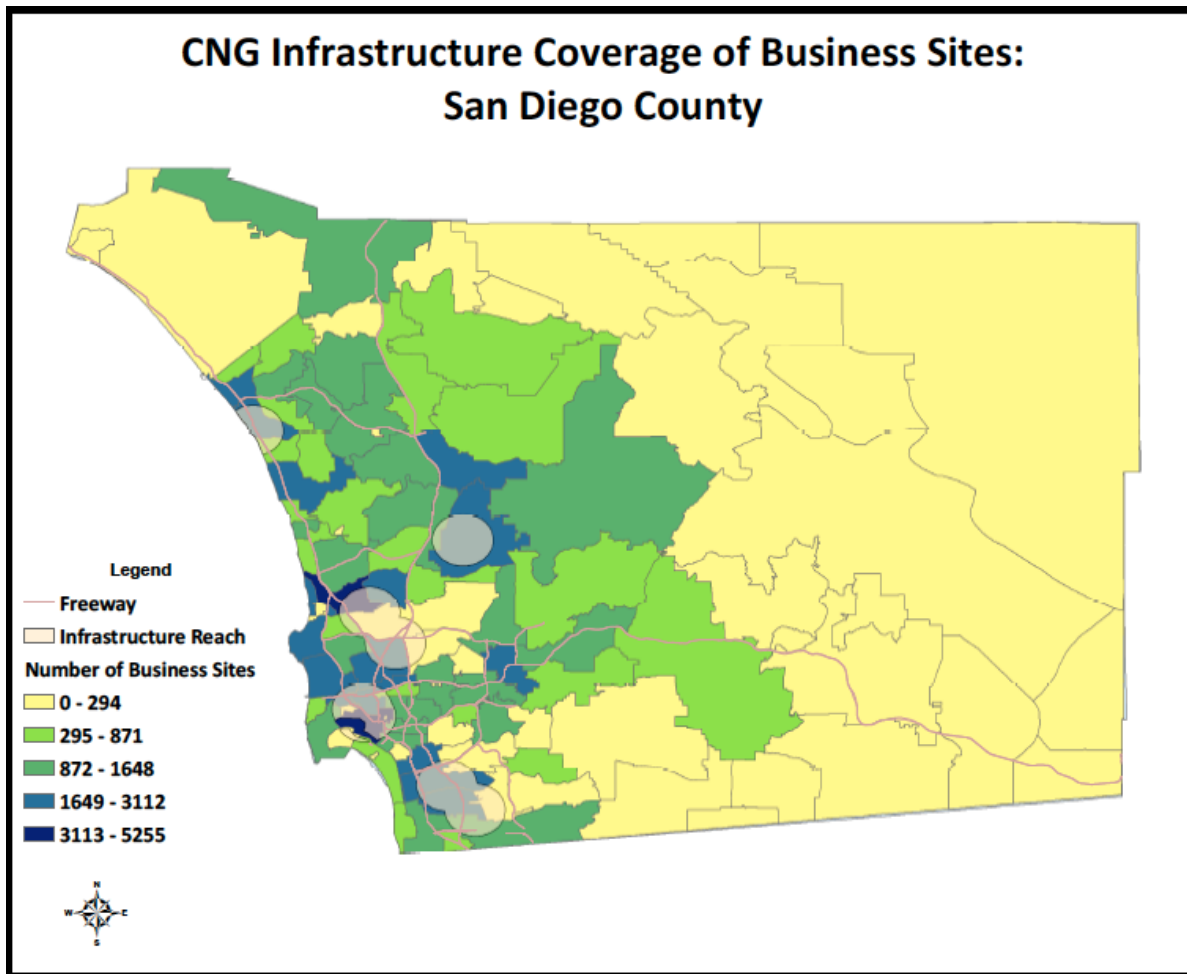 CNG Infrastructure Coverage of Business Sites:
San Diego County
Legend
Freeway
Infrastructure Reach
Number of Business Sites
0 - 294
295 - 871
872 - 1648
1649 - 3112
3113 - 5255
N
W E
S